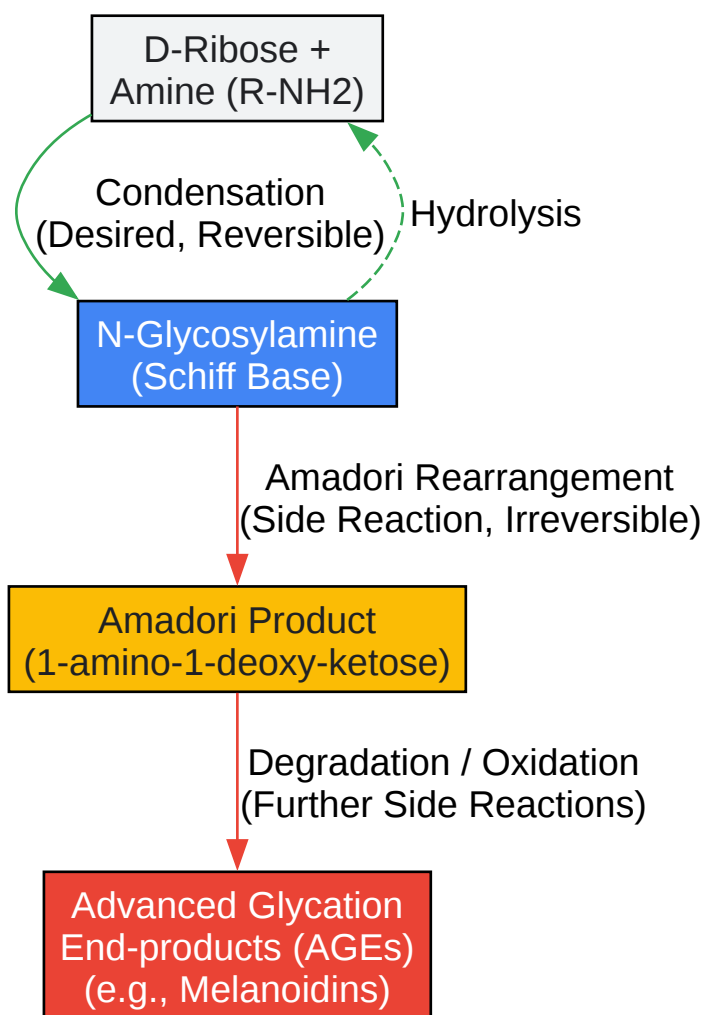 D-Ribose +
Amine (R-NH2)
Condensation
(Desired, Reversible)
Hydrolysis
N-Glycosylamine
(Schiff Base)
Amadori Rearrangement
(Side Reaction, Irreversible)
Amadori Product
(1-amino-1-deoxy-ketose)
Degradation / Oxidation
(Further Side Reactions)
Advanced Glycation
End-products (AGEs)
(e.g., Melanoidins)